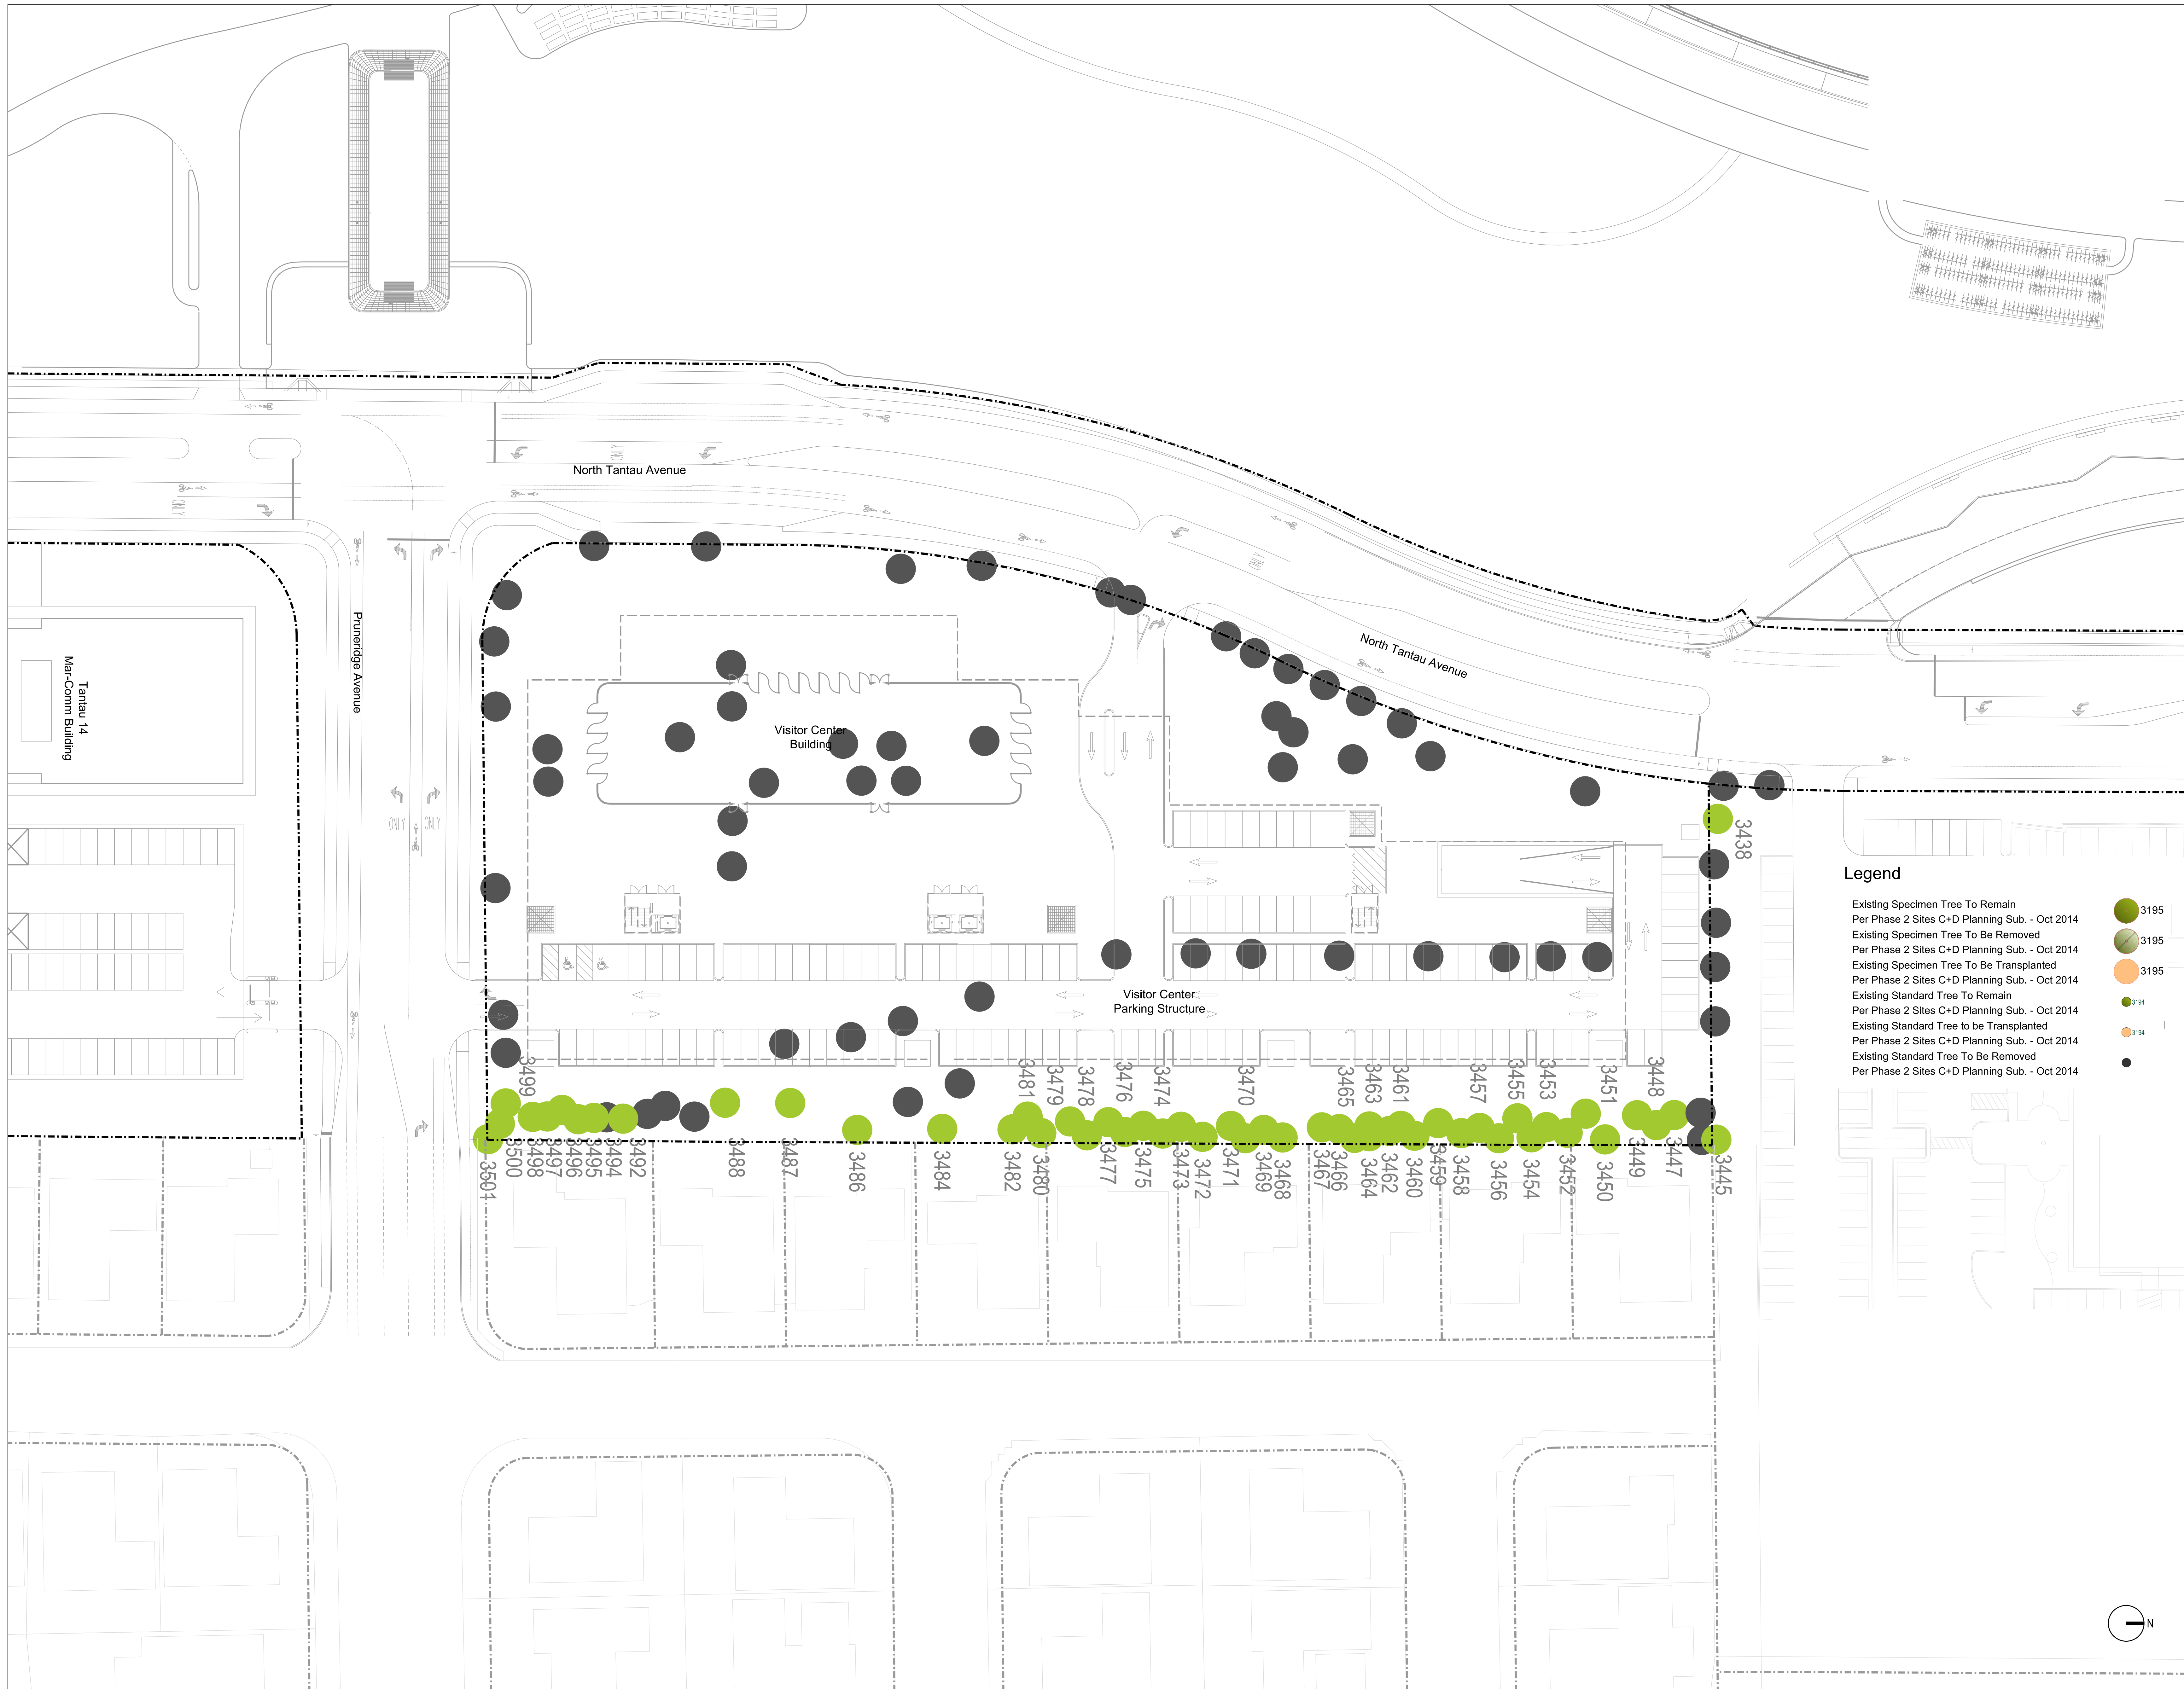 North Tantau Avenue
ONLY
ONLY
ONLY
North Tantau Avenue
Pruneridge Avenue
Tantau 14
Mar-Comm Building
Visitor Center
Building
ONLY
ONLY
3438
Legend
Existing Specimen Tree To Remain
Per Phase 2 Sites C+D Planning Sub. - Oct 2014
3195
Existing Specimen Tree To Be Removed
Per Phase 2 Sites C+D Planning Sub. - Oct 2014
3195
Existing Specimen Tree To Be Transplanted
Per Phase 2 Sites C+D Planning Sub. - Oct 2014
3195
Existing Standard Tree To Remain
Per Phase 2 Sites C+D Planning Sub. - Oct 2014
3194
Existing Standard Tree to be Transplanted
Per Phase 2 Sites C+D Planning Sub. - Oct 2014
3194
Existing Standard Tree To Be Removed
Per Phase 2 Sites C+D Planning Sub. - Oct 2014
Visitor Center
Parking Structure
3499
3481
3479
3478
3476
3474
3470
3465
3463
3461
3457
3455
3453
3451
3448
3501
3500
3498
3497
3496
3495
3494
3492
3488
3487
3486
3484
3482
3480
3477
3475
3473
3472
3471
3469
3468
3467
3466
3464
3462
3460
3459
3458
3456
3454
3452
3450
3449
3447
3445
N